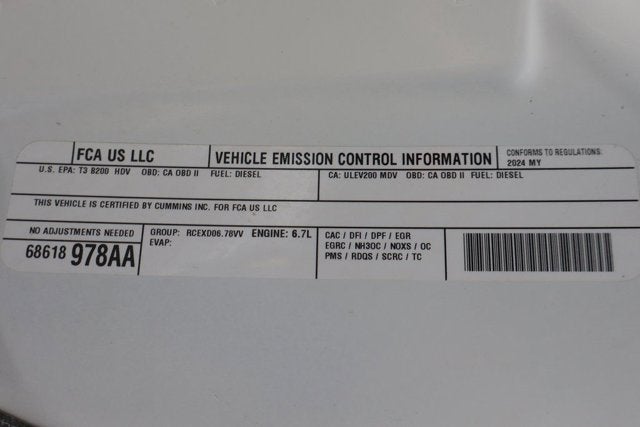 FCA US LLC
VEHICLE EMISSION CONTROL INFORMATION
CONFORMS TO REGULATIONS:
2024 MY
U.S. EPA: T3 B200 HDV OBD: CA OBD II FUEL: DIESEL
CA: ULEV200 MDV OBD: CA OBD II FUEL: DIESEL
THIS VEHICLE IS CERTIFIED BY CUMMINS INC. FOR FCA US LLC
NO ADJUSTMENTS NEEDED
68618 978AA
GROUP: RCEXD06.78VV ENGINE: 6.7L
EVAP:
CAC / DFI / DPF / EGR
EGRC / NH3OC / NOXS / OC
PMS / RDQS / SCRC / TC